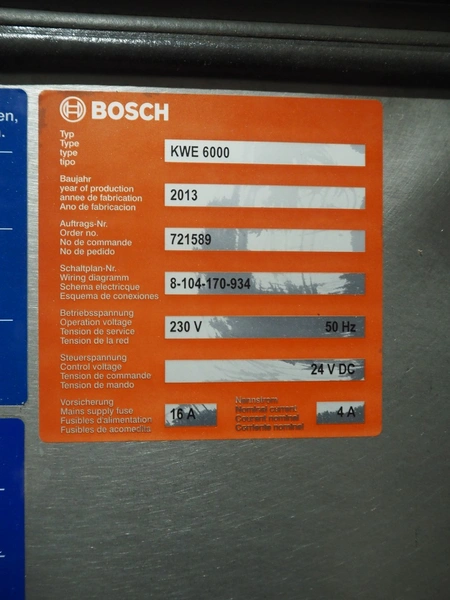 BOSCH
Typ
Type
type
tipo
KWE 6000
Baujahr
year of production
annee de fabrication
Ano de fabricacion
2013
Auftrags-Nr.
Order no.
No de commande
No de pedido
721589
Schaltplan-Nr.
Wiring diagramm
Schema electricque
Esquema de conexiones
8-104-170-934
Betriebsspannung
Operation voltage
Tension de service
Tension de la red
230 V 50 Hz
Steuerspannung
Control voltage
Tension de commande
Tension de mando
24 V DC
Vorsicherung
Mains supply fuse
Fusibles d'alimentation
Fusibles de acomedia
16 A
Nennstrom
Nominal current
Courant nominal
Corriente nominal
4 A
en,
n.